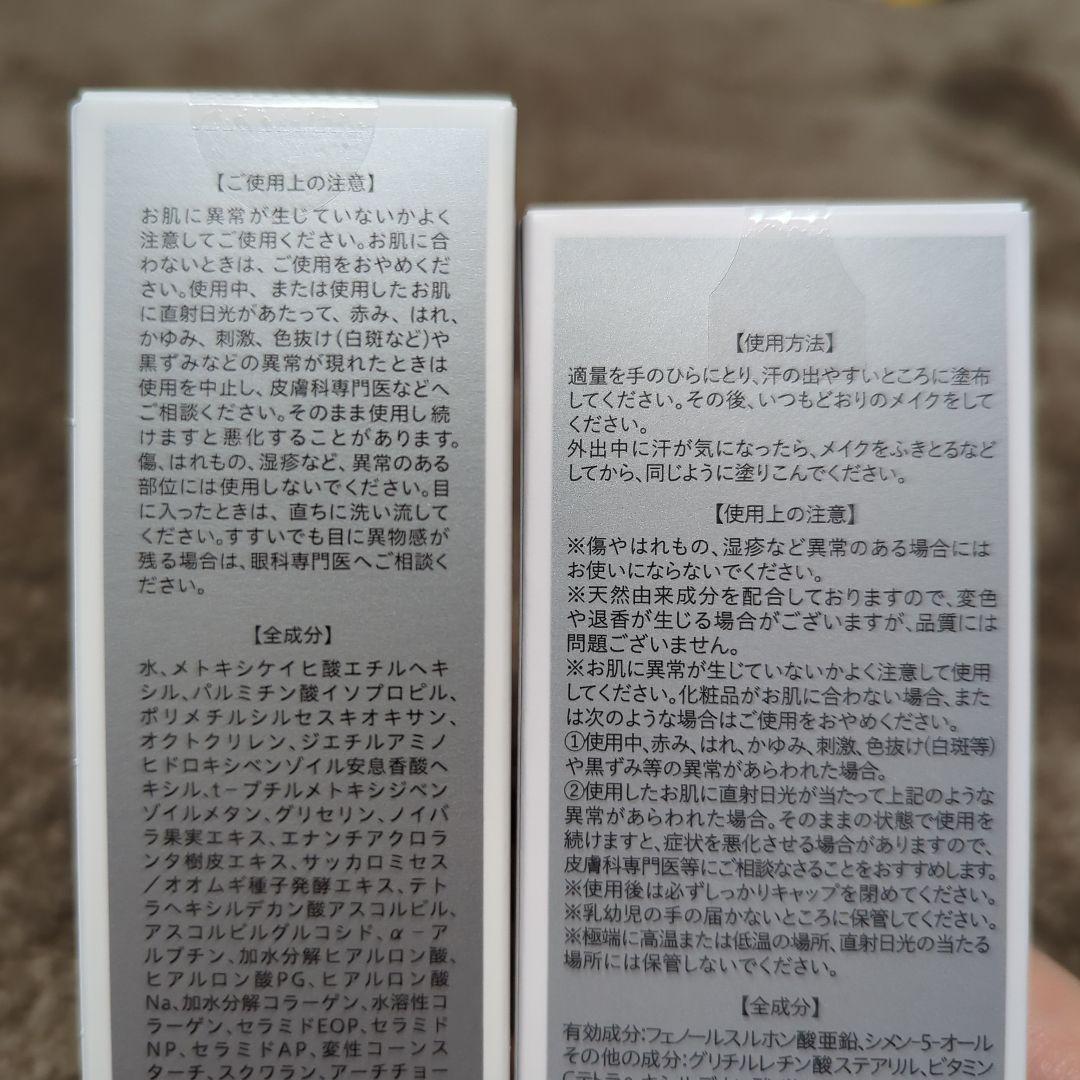 【ご使用上の注意】
お肌に異常が生じていないかよく
注意してご使用ください。お肌に合
わないときは、ご使用をおやめくだ
さい。使用中、または使用したお肌
に直射日光があたって、赤み、はれ、
かゆみ、刺激、色抜け(白斑など)や
黒ずみなどの異常が現れたときは
使用を中止し、皮膚科専門医などへ
ご相談ください。そのまま使用し続
けますと悪化することがあります。
傷、はれもの、湿疹など、異常のある
部位には使用しないでください。目
に入ったときは、直ちに洗い流して
ください。すすいでも目に異物感が
残る場合は、眼科専門医へご相談く
ださい。
【全成分】
水、メトキシケイヒ酸エチルヘキ
シル、パルミチン酸イソプロピル、
ポリメチルシルセスキオキサン、
オクトクリレン、ジエチルアミノ
ヒドロキシベンゾイル安息香酸ヘ
キシル、t-ブチルメトキシジベン
ゾイルメタン、グリセリン、ノイバ
ラ果実エキス、エナンチアクロラ
ンタ樹皮エキス、サッカロミセス
/オオムギ種子発酵エキス、テト
ラヘキシルデカン酸アスコルビル、
アスコルビルグルコシド、α-ア
ルブチン、加水分解ヒアルロン酸、
ヒアルロン酸PG、ヒアルロン酸
Na、加水分解コラーゲン、水溶性コ
ラーゲン、セラミドEOP、セラミド
NP、セラミドAP、変性コーンス
ターチ、スクワラン、アーチチョー
【使用方法】
適量を手のひらにとり、汗の出やすいところに塗布
してください。その後、いつもどおりのメイクをして
ください。
外出中に汗が気になったら、メイクをふきとるなど
してから、同じように塗りこんでください。
【使用上の注意】
※傷やはれもの、湿疹など異常のある場合には
お使いにならないでください。
※天然由来成分を配合しておりますので、変色
や退香が生じる場合がございますが、品質には
問題ございません。
※お肌に異常が生じていないかよく注意して使用
してください。化粧品がお肌に合わない場合、また
は次のような場合はご使用をおやめください。
①使用中、赤み、はれ、かゆみ、刺激、色抜け(白斑等)
や黒ずみ等の異常があらわれた場合。
②使用したお肌に直射日光が当たって上記のような
異常があらわれた場合。そのままの状態で使用を
続けますと、症状を悪化させる場合がありますので、
皮膚科専門医等にご相談なさることをおすすめします。
※使用後は必ずしっかりキャップを閉めてください。
※乳幼児の手の届かないところに保管してください。
※極端に高温または低温の場所、直射日光の当たる
場所には保管しないでください。
【全成分】
有効成分:フェノールスルホン酸亜鉛、シメン-5-オール
その他の成分:グリチルレチン酸ステアリル、ビタミン